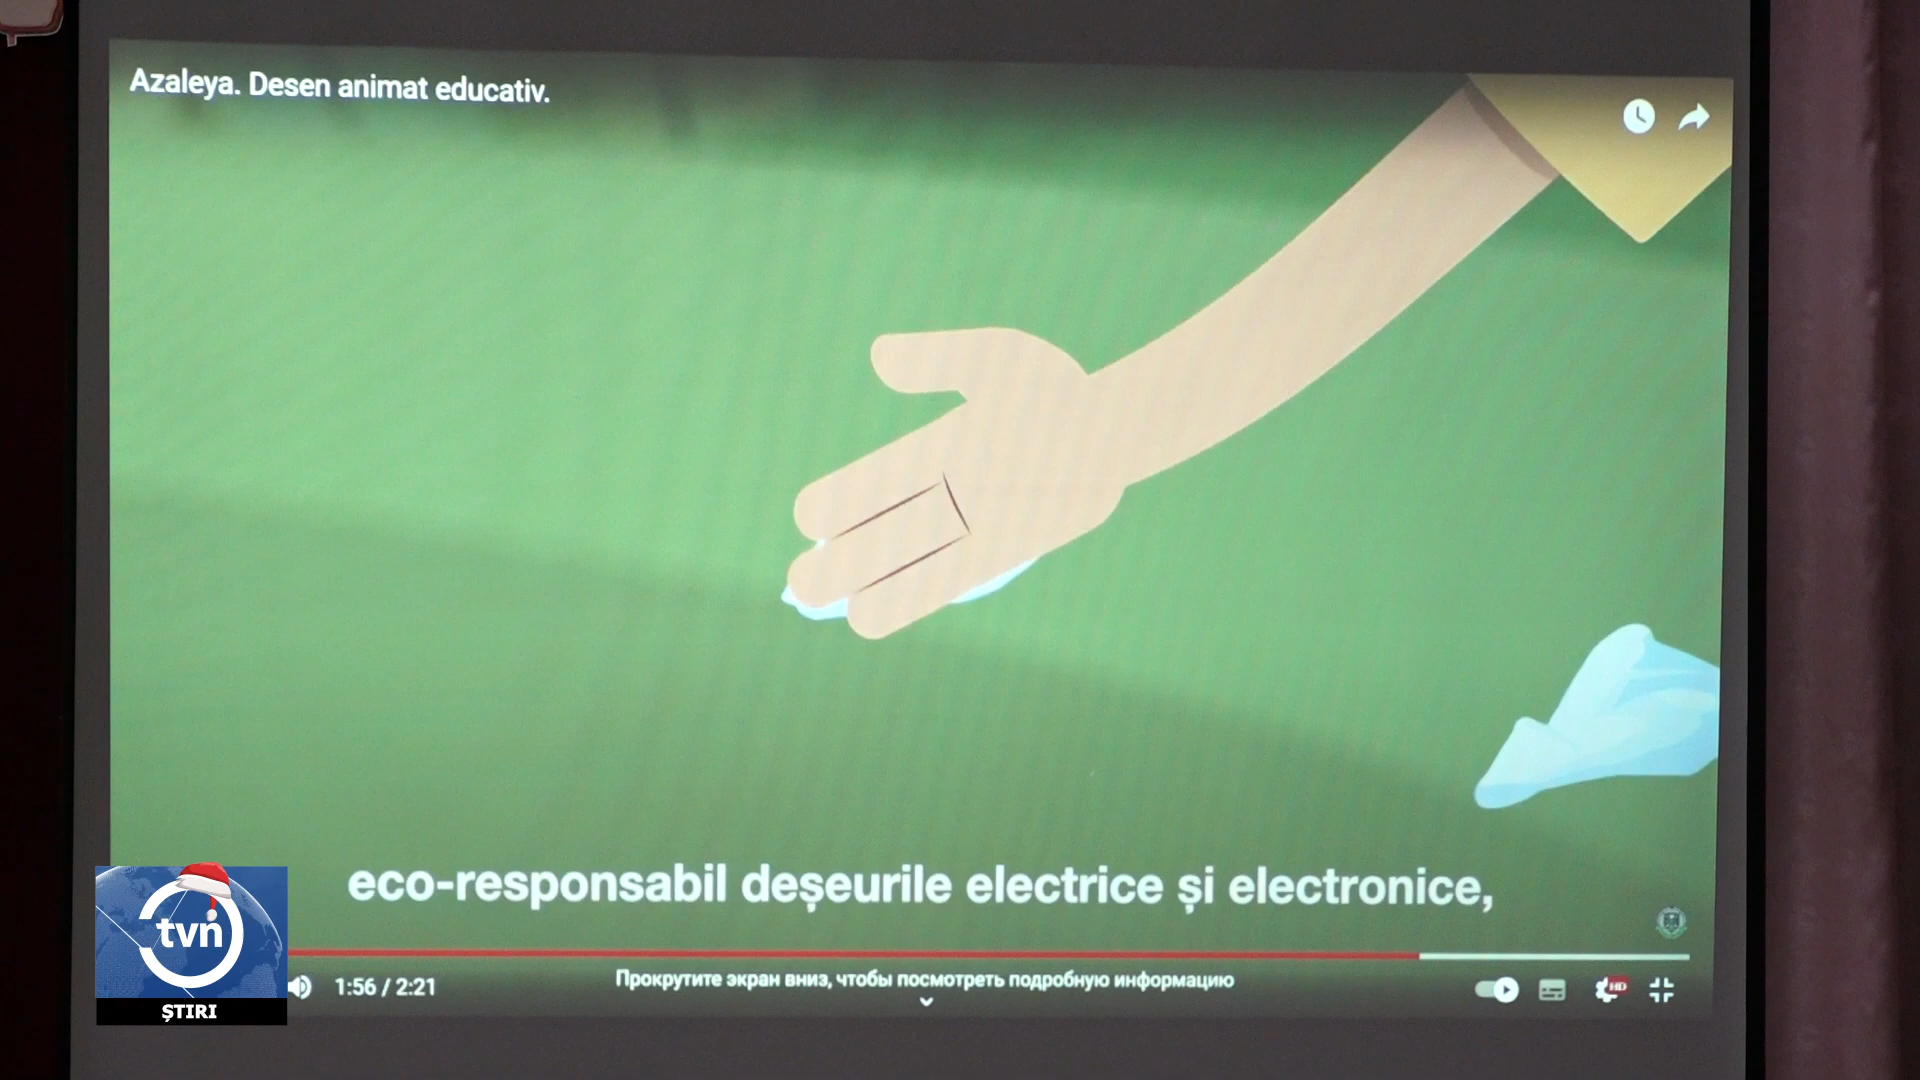 Azaleya. Desen animat educativ.
eco-responsabil deșeurile electrice și electronice,
tvn
ȘTIRI
1:56 / 2:21
Прокрутите экран вниз, чтобы посмотреть подробную информацию
HD